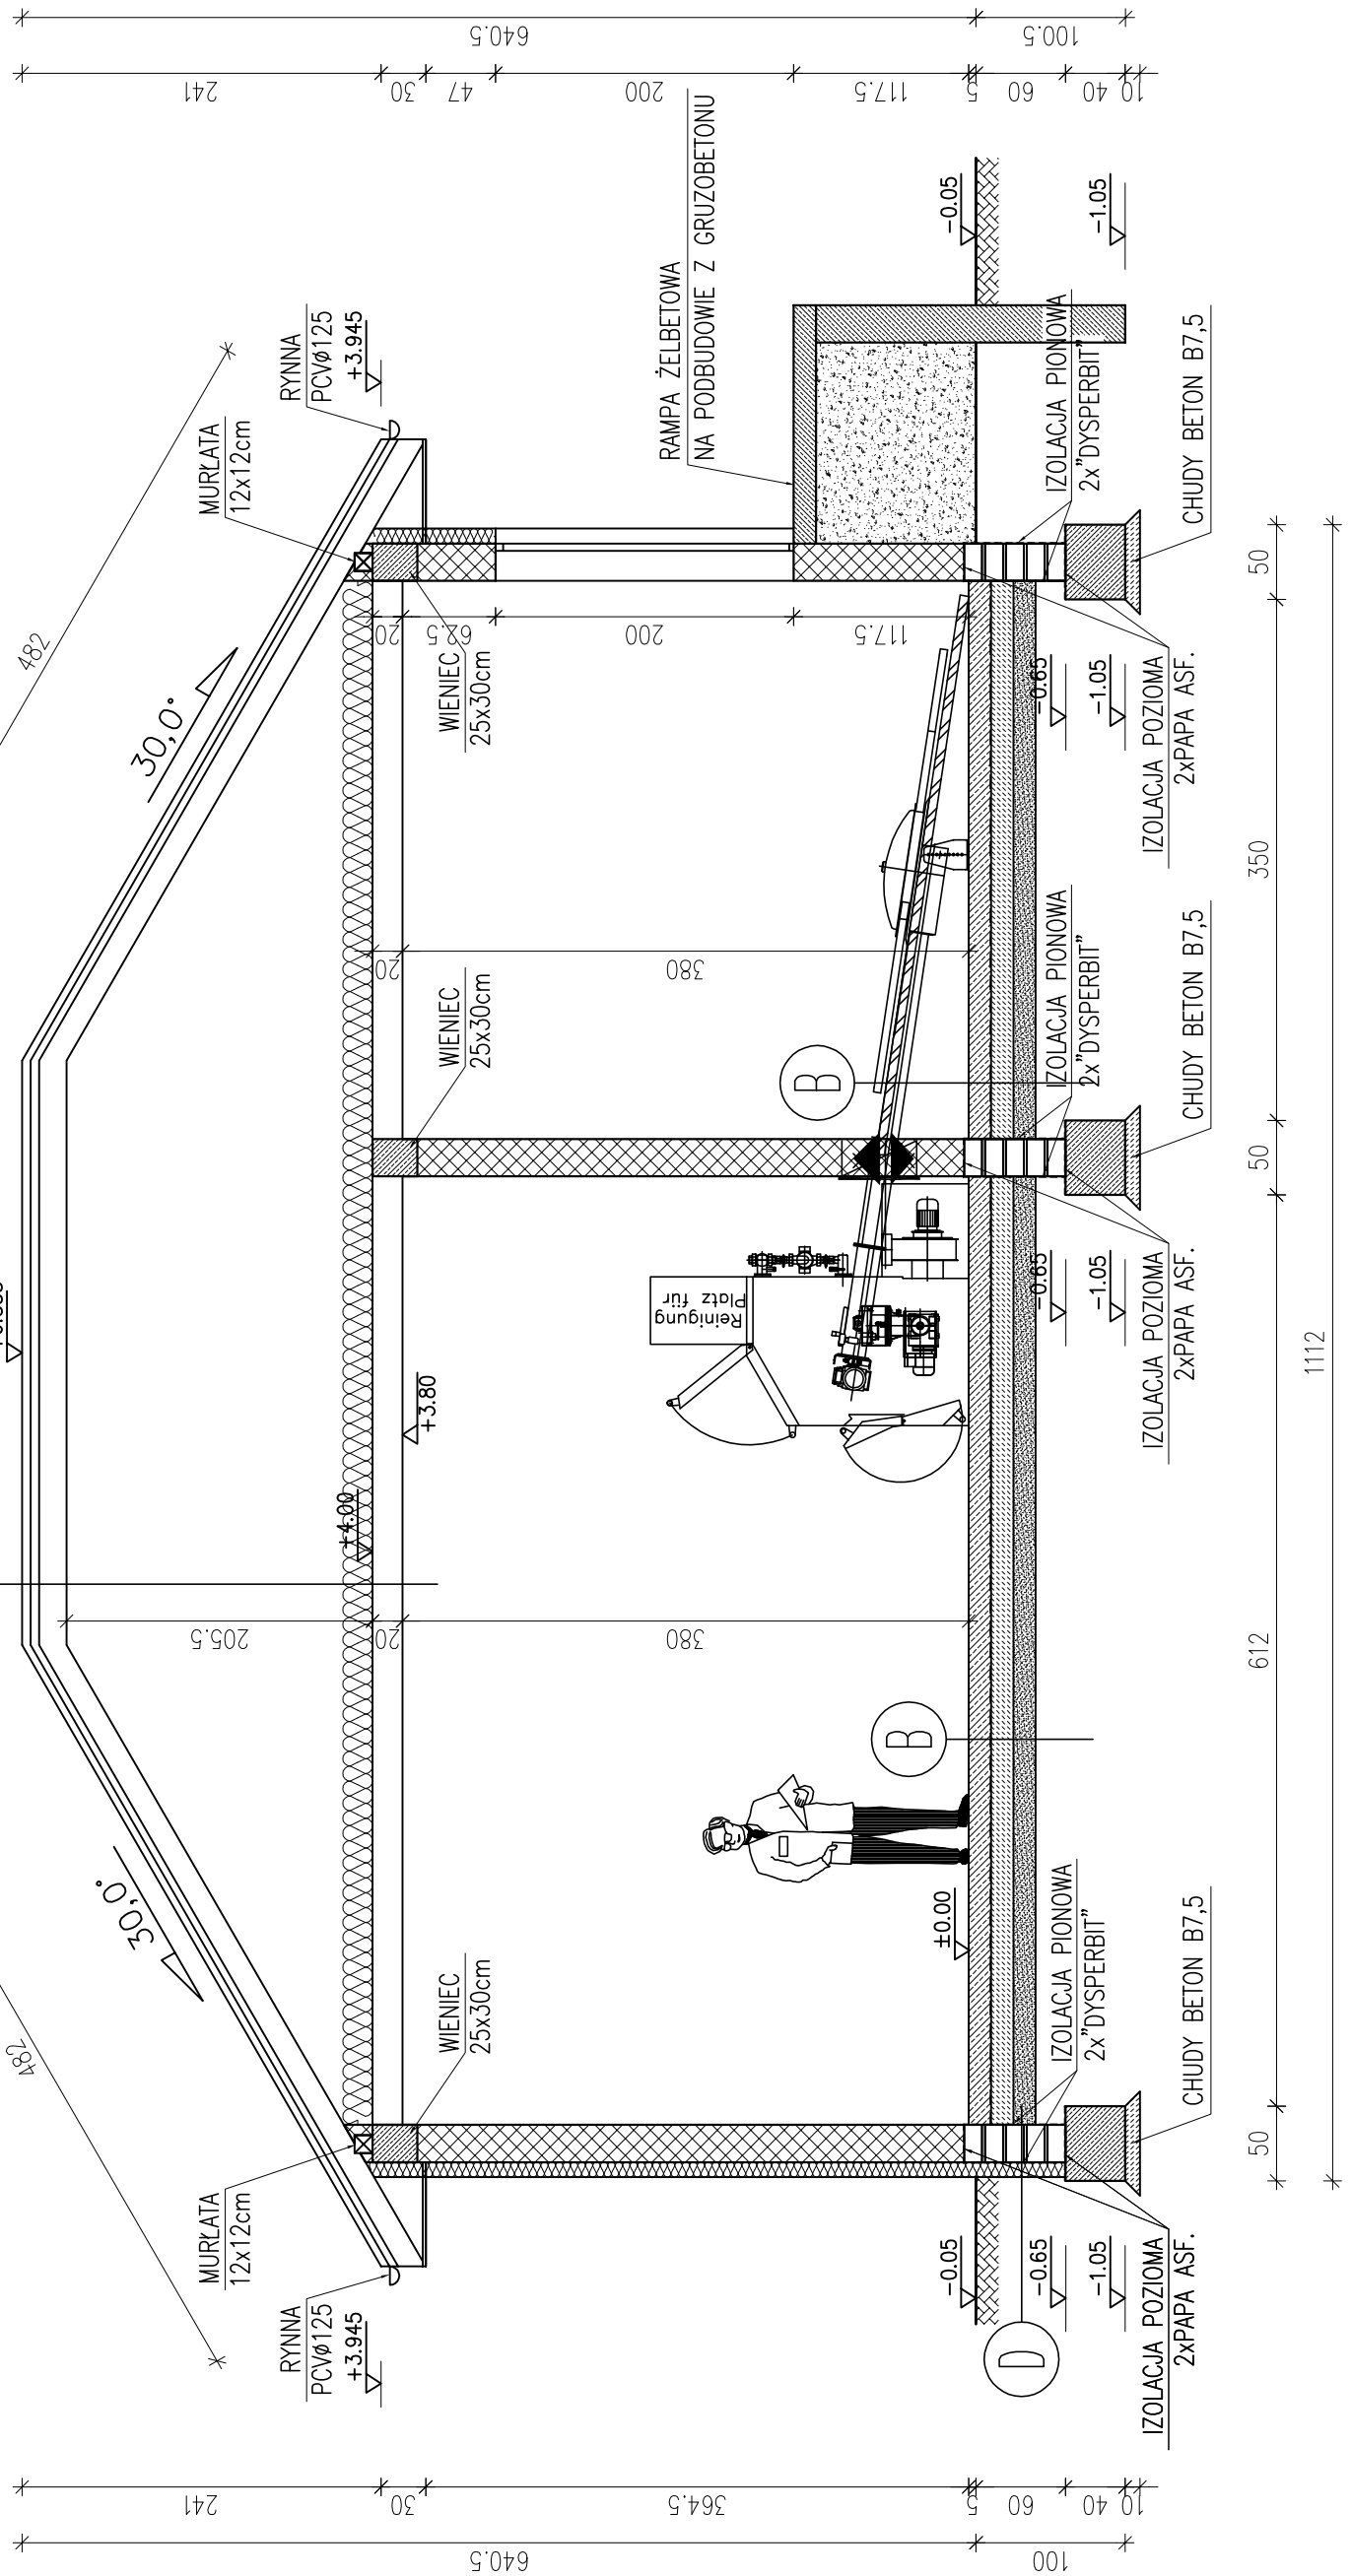 482
482
30,0°
30,0°
MURŁATA
12x12cm
RYNNA
PCVø125
+3.945
MURŁATA
12x12cm
RYNNA
PCVø125
+3.945
+4.00
+3.80
205.5
20
380
20
380
20
62.5
200
117.5
WIENIEC
25x30cm
WIENIEC
25x30cm
WIENIEC
25x30cm
RAMPA ŻELBETOWA
NA PODBUDOWIE Z GRUZOBETONU
Platz für
Reinigung
B
B
D
±0.00
-0.05
-0.65
-1.05
-0.65
-1.05
-0.65
-1.05
-0.05
-1.05
IZOLACJA PIONOWA
2x"DYSPERBIT"
IZOLACJA PIONOWA
2x"DYSPERBIT"
IZOLACJA PIONOWA
2x"DYSPERBIT"
IZOLACJA POZIOMA
2xPAPA ASF.
IZOLACJA POZIOMA
2xPAPA ASF.
IZOLACJA POZIOMA
2xPAPA ASF.
CHUDY BETON B7,5
CHUDY BETON B7,5
CHUDY BETON B7,5
50
612
50
350
50
1112
640.5
100
241
30
364.5
5
60
40
10
241
30
47
200
117.5
5
60
40
10
640.5
100.5